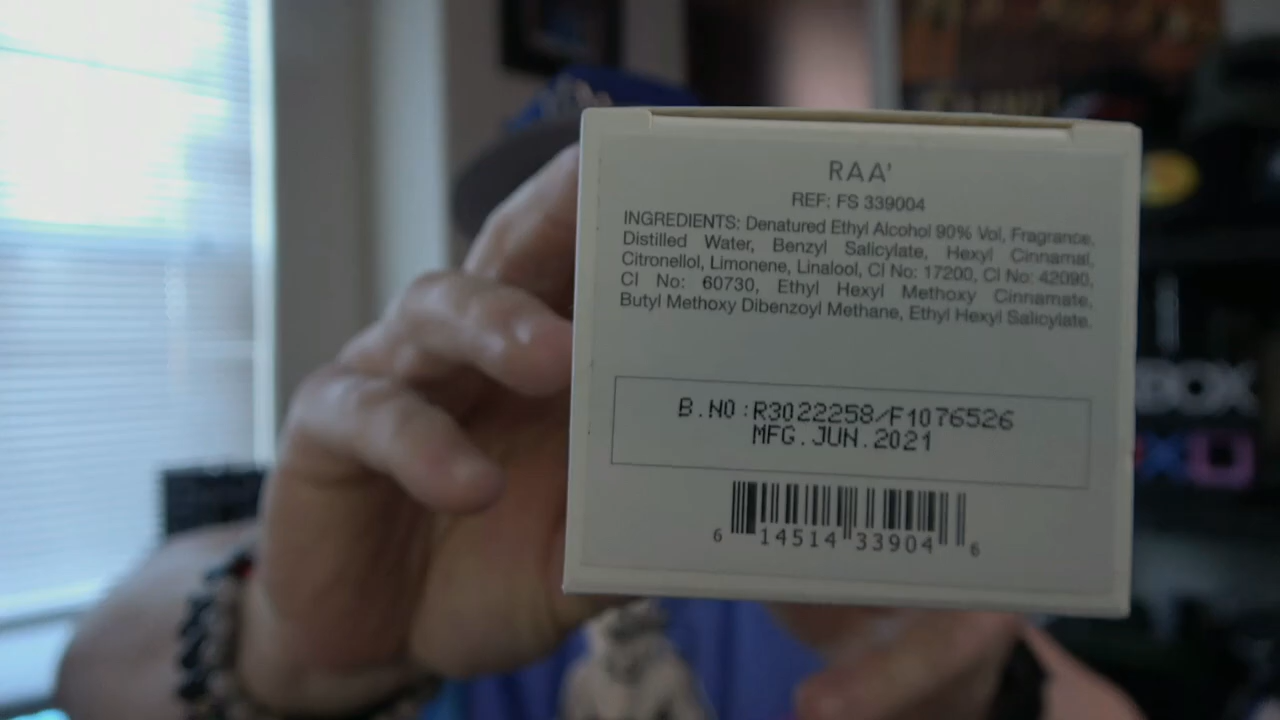 RAA'
REF: FS 339004
INGREDIENTS: Denatured Ethyl Alcohol 90% Vol, Fragrance,
Distilled Water, Benzyl Salicylate, Hexyl Cinnamal,
Citronellol, Limonene, Linalool, CI No: 17200, CI No: 42090,
CI No: 60730, Ethyl Hexyl Methoxy Cinnamate,
Butyl Methoxy Dibenzoyl Methane, Ethyl Hexyl Salicylate.
B.NO:R3022258/F1076526
MFG.JUN.2021
6 14514 33904 6